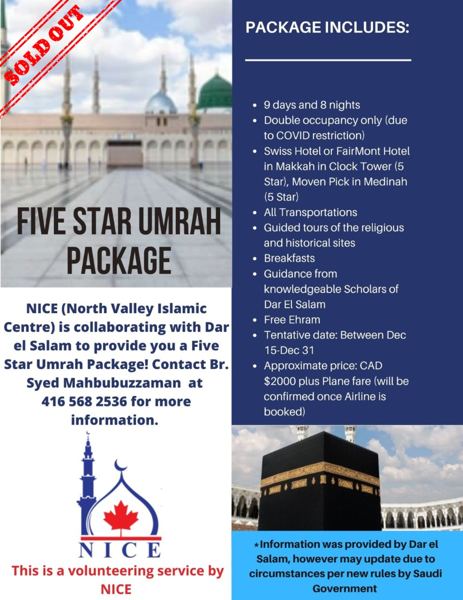 SOLD OUT
FIVE STAR UMRAH
PACKAGE
NICE (North Valley Islamic
Centre) is collaborating with Dar
el Salam to provide you a Five
Star Umrah Package! Contact Br.
Syed Mahbubuzzaman at
416 568 2536 for more
information.
NICE
This is a volunteering service by
NICE
PACKAGE INCLUDES:
• 9 days and 8 nights
• Double occupancy only (due
to COVID restriction)
• Swiss Hotel or FairMont Hotel
in Makkah in Clock Tower (5
Star), Moven Pick in Medinah
(5 Star)
• All Transportations
• Guided tours of the religious
and historical sites
• Breakfasts
• Guidance from
knowledgeable Scholars of
Dar El Salam
• Free Ehram
• Tentative date: Between Dec
15-Dec 31
• Approximate price: CAD
$2000 plus Plane fare (will be
confirmed once Airline is
booked)
*Information was provided by Dar el
Salam, however may update due to
circumstances per new rules by Saudi
Government